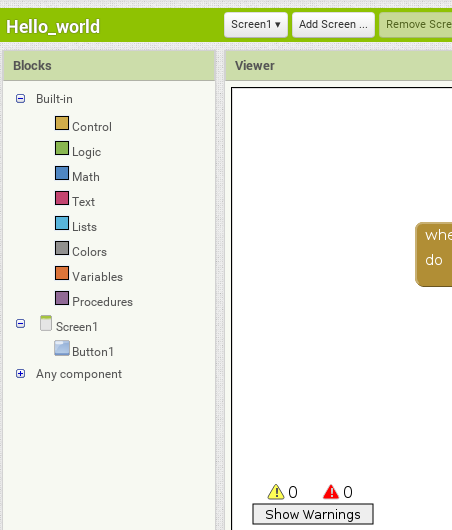 Hello_world
Screen1 ▾ Add Screen ... Remove Scre
Blocks
Viewer
Built-in
Control
Logic
Math
Text
Lists
Colors
Variables
Procedures
Screen1
Button1
Any component
whe
do
0 0
Show Warnings